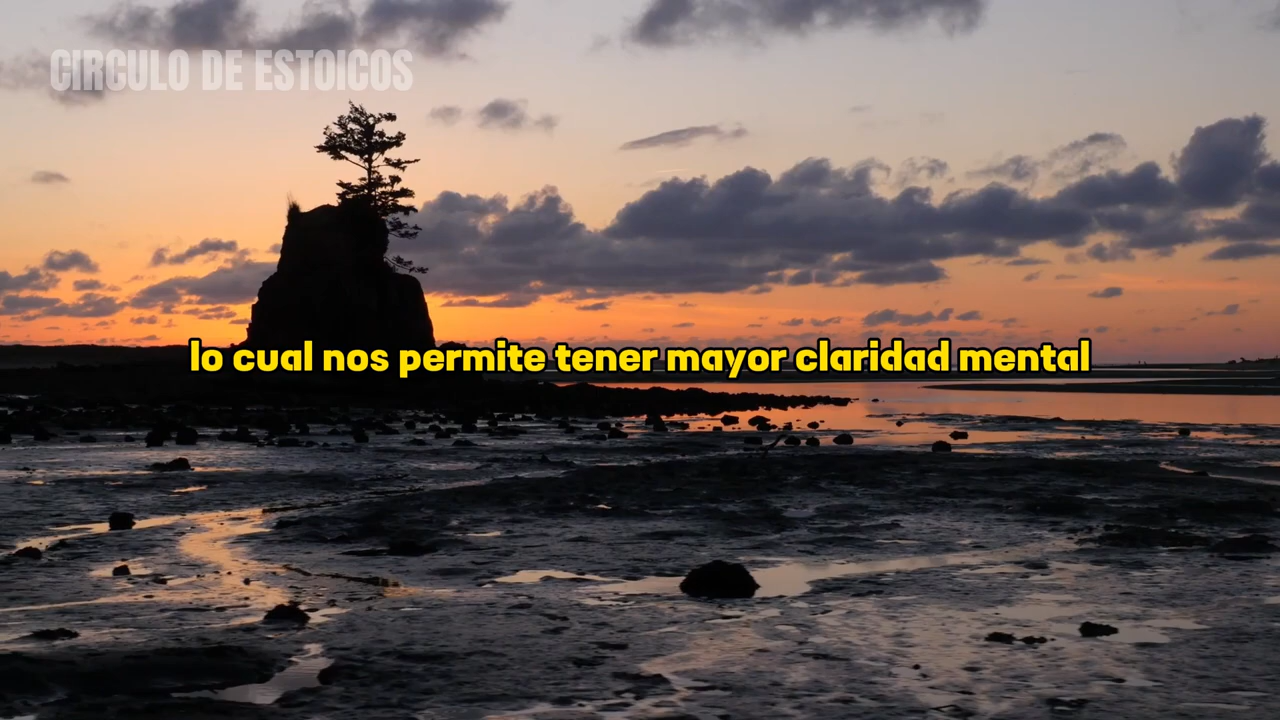 CIRCULO DE ESTOICOS
lo cual nos permite tener mayor claridad mental